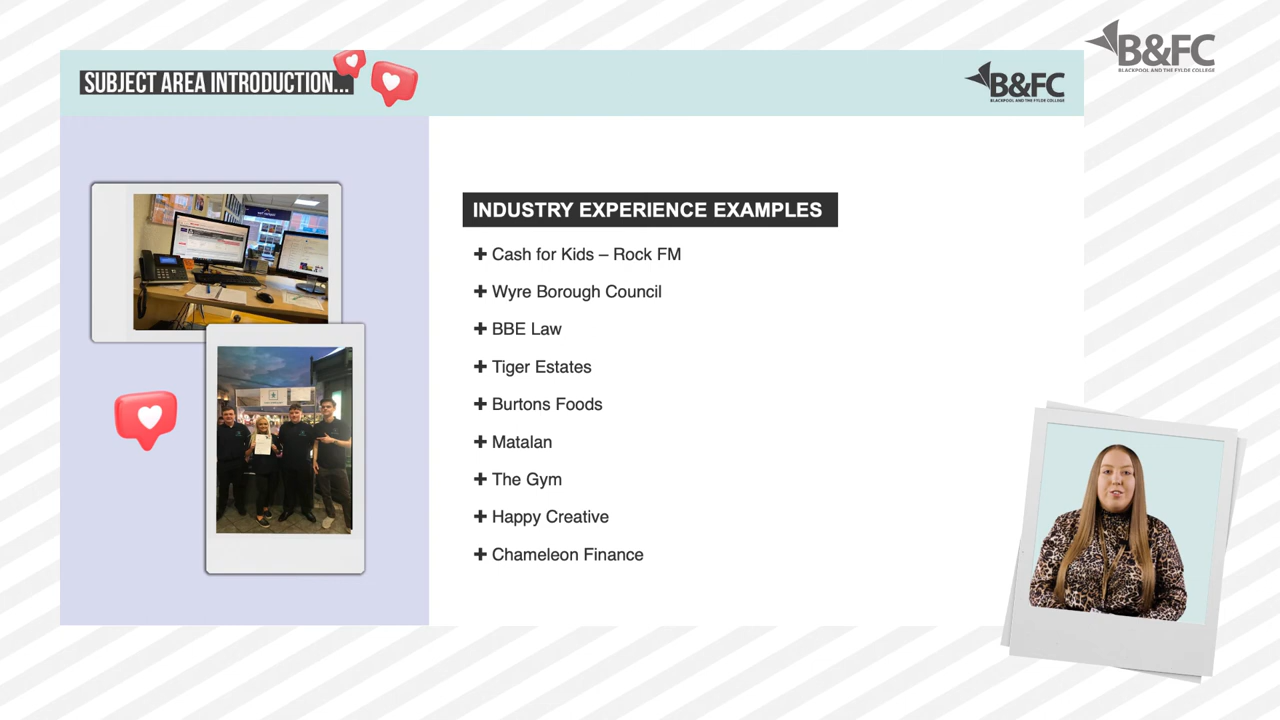 B&FC
BLACKPOOL AND THE FYLDE COLLEGE
SUBJECT AREA INTRODUCTION...
B&FC
BLACKPOOL AND THE FYLDE COLLEGE
INDUSTRY EXPERIENCE EXAMPLES
+ Cash for Kids – Rock FM
+ Wyre Borough Council
+ BBE Law
+ Tiger Estates
+ Burtons Foods
+ Matalan
+ The Gym
+ Happy Creative
+ Chameleon Finance